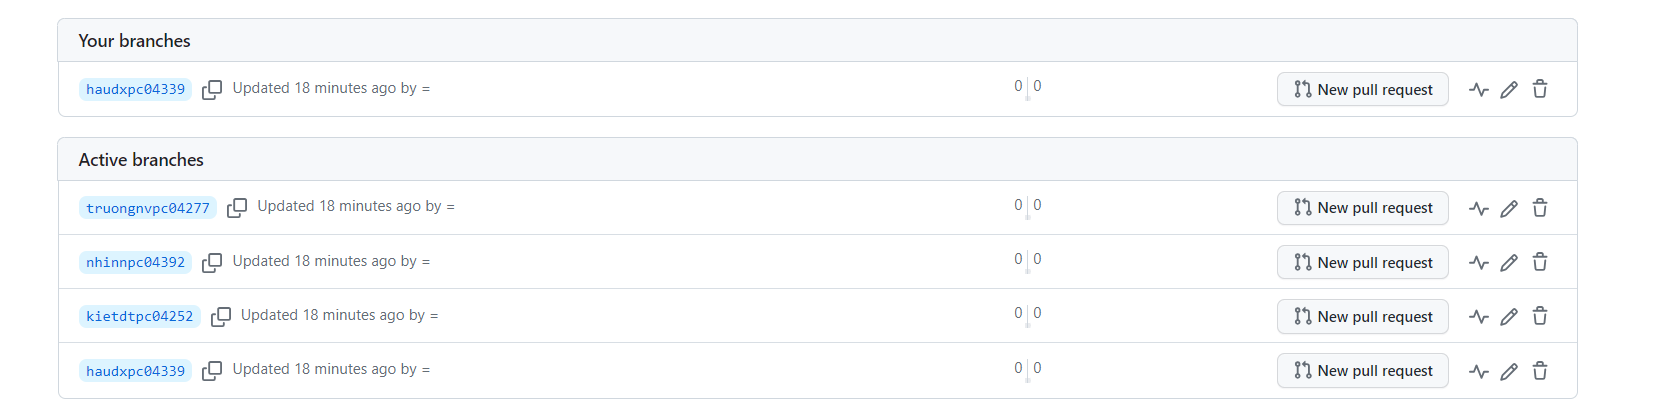 Your branches
haudxpc04339 Updated 18 minutes ago by = 0 0 New pull request
Active branches
truongnvpc04277 Updated 18 minutes ago by = 0 0 New pull request
nhinnpc04392 Updated 18 minutes ago by = 0 0 New pull request
kietdtpc04252 Updated 18 minutes ago by = 0 0 New pull request
haudxpc04339 Updated 18 minutes ago by = 0 0 New pull request